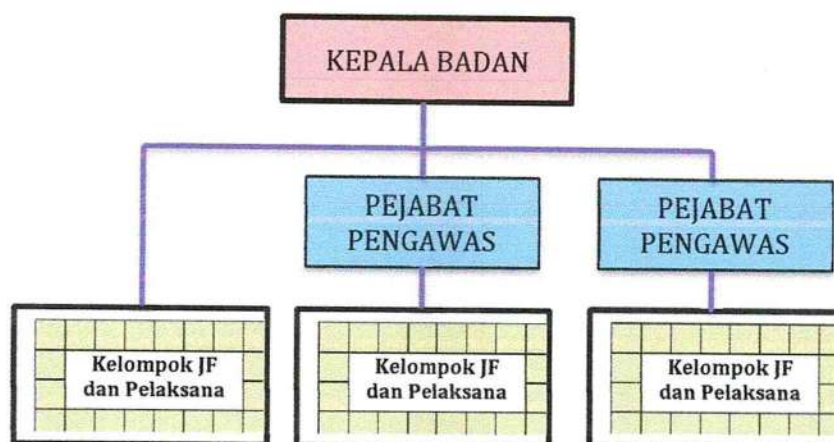 KEPALA BADAN
PEJABAT
PENGAWAS
PEJABAT
PENGAWAS
Kelompok JF
dan Pelaksana
Kelompok JF
dan Pelaksana
Kelompok JF
dan Pelaksana